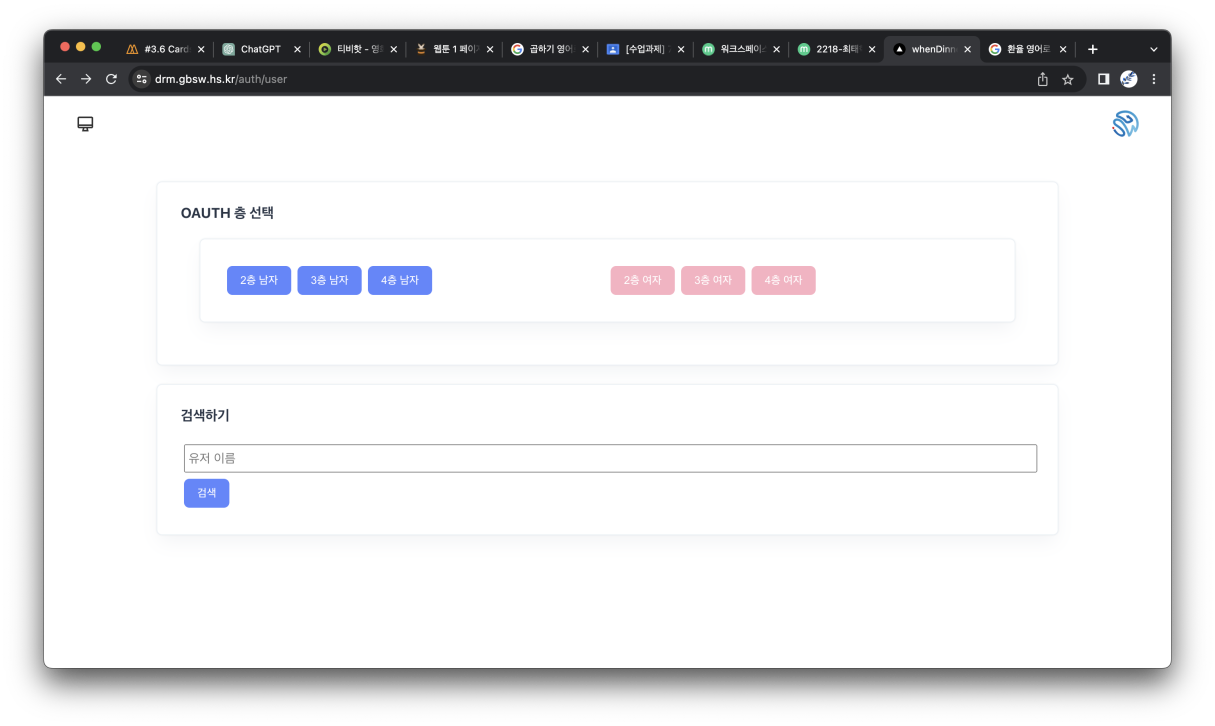 #3.6 Card
ChatGPT
티비핫 - 영
웹툰 1 페이지
곱하기 영어
[수업과제]
워크스페이스
2218-최태
whenDinn
환율 영어로
drm.gbsw.hs.kr/auth/user
OAUTH 층 선택
2층 남자 3층 남자 4층 남자 2층 여자 3층 여자 4층 여자
검색하기
유저 이름
검색